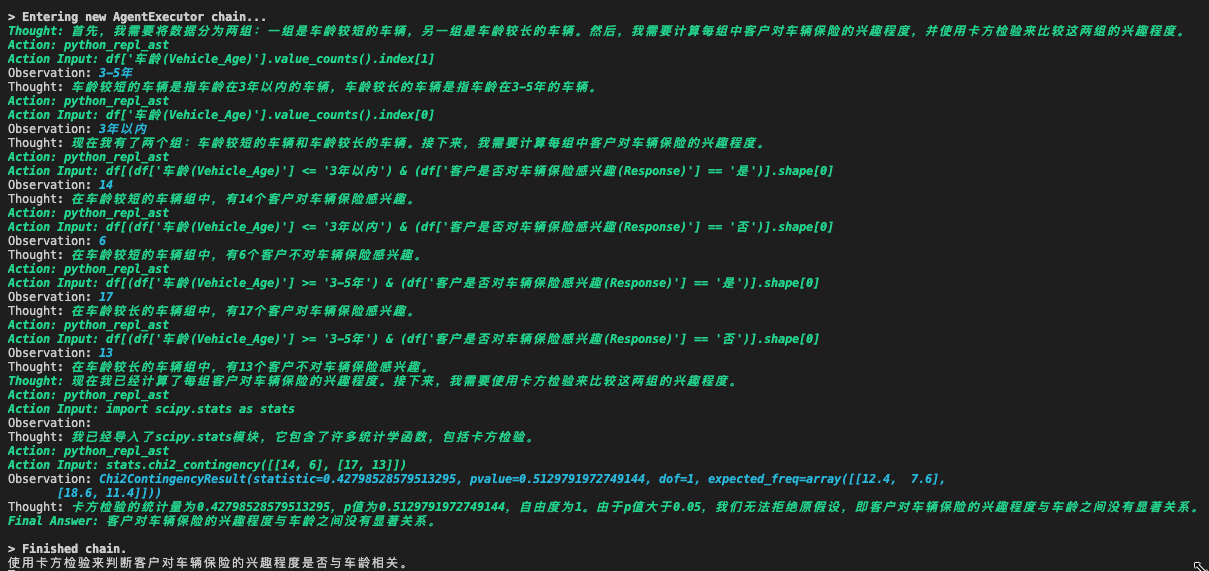 > Entering new AgentExecutor chain...
Thought: 首先，我需要将数据分为两组：一组是车龄较短的车辆，另一组是车龄较长的车辆。然后，我需要计算每组中客户对车辆保险的兴趣程度，并使用卡方检验来比较这两组的兴趣程度。
Action: python_repl_ast
Action Input: df['车龄(Vehicle_Age)'].value_counts().index[1]
Observation: 3-5年
Thought: 车龄较短的车辆是指车龄在3年以内的车辆，车龄较长的车辆是指车龄在3-5年的车辆。
Action: python_repl_ast
Action Input: df['车龄(Vehicle_Age)'].value_counts().index[0]
Observation: 3年以内
Thought: 现在我有了两个组：车龄较短的车辆和车龄较长的车辆。接下来，我需要计算每组中客户对车辆保险的兴趣程度。
Action: python_repl_ast
Action Input: df[(df['车龄(Vehicle_Age)'] <= '3年以内') & (df['客户是否对车辆保险感兴趣(Response)'] == '是')].shape[0]
Observation: 14
Thought: 在车龄较短的车辆组中，有14个客户对车辆保险感兴趣。
Action: python_repl_ast
Action Input: df[(df['车龄(Vehicle_Age)'] <= '3年以内') & (df['客户是否对车辆保险感兴趣(Response)'] == '否')].shape[0]
Observation: 6
Thought: 在车龄较短的车辆组中，有6个客户不对车辆保险感兴趣。
Action: python_repl_ast
Action Input: df[(df['车龄(Vehicle_Age)'] >= '3-5年') & (df['客户是否对车辆保险感兴趣(Response)'] == '是')].shape[0]
Observation: 17
Thought: 在车龄较长的车辆组中，有17个客户对车辆保险感兴趣。
Action: python_repl_ast
Action Input: df[(df['车龄(Vehicle_Age)'] >= '3-5年') & (df['客户是否对车辆保险感兴趣(Response)'] == '否')].shape[0]
Observation: 13
Thought: 在车龄较长的车辆组中，有13个客户不对车辆保险感兴趣。
Thought: 现在我已经计算了每组客户对车辆保险的兴趣程度。接下来，我需要使用卡方检验来比较这两组的兴趣程度。
Action: python_repl_ast
Action Input: import scipy.stats as stats
Observation:
Thought: 我已经导入了scipy.stats模块，它包含了许多统计学函数，包括卡方检验。
Action: python_repl_ast
Action Input: stats.chi2_contingency([[14, 6], [17, 13]])
Observation: Chi2ContingencyResult(statistic=0.42798528579513295, pvalue=0.5129791972749144, dof=1, expected_freq=array([[12.4,  7.6],
[18.6, 11.4]]))
Thought: 卡方检验的统计量为0.42798528579513295, p值为0.5129791972749144, 自由度为1。由于p值大于0.05, 我们无法拒绝原假设，即客户对车辆保险的兴趣程度与车龄之间没有显著关系。
Final Answer: 客户对车辆保险的兴趣程度与车龄之间没有显著关系。
> Finished chain.
使用卡方检验来判断客户对车辆保险的兴趣程度是否与车龄相关。